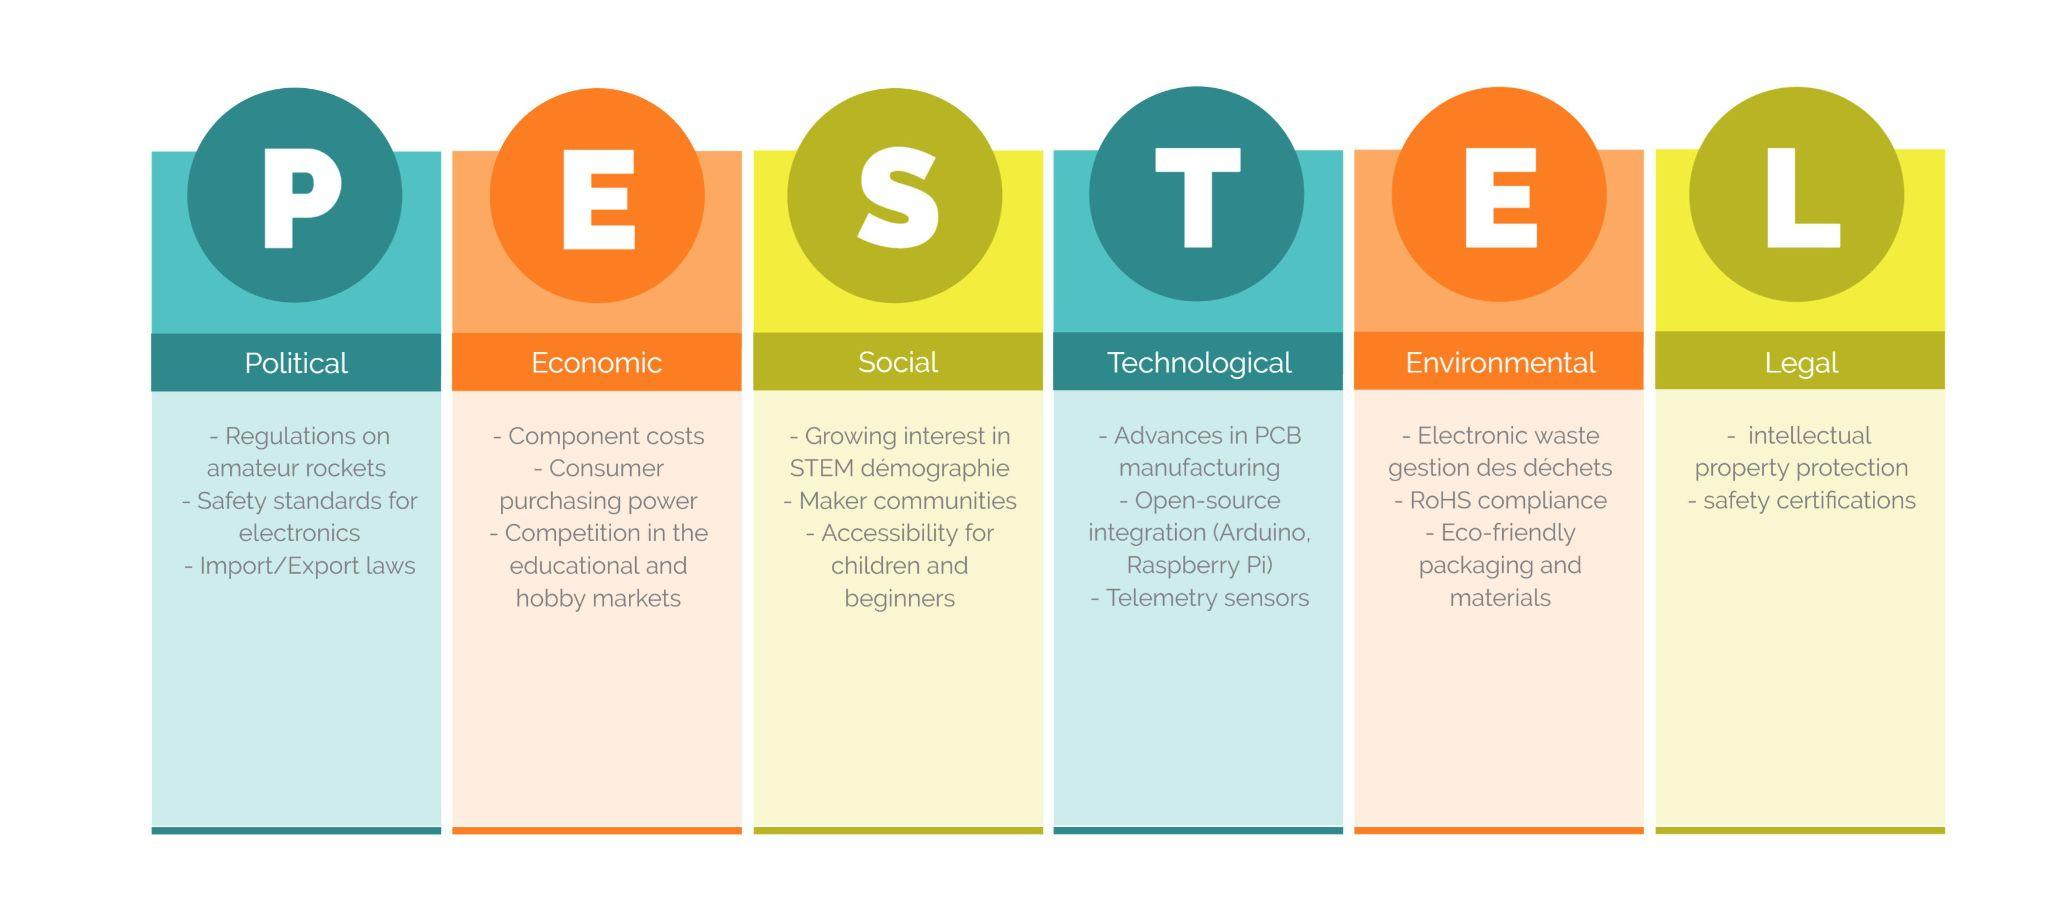 P
Political
- Regulations on
amateur rockets
- Safety standards for
electronics
- Import/Export laws
E
Economic
- Component costs
- Consumer
purchasing power
- Competition in the
educational and
hobby markets
S
Social
- Growing interest in
STEM démographie
- Maker communities
- Accessibility for
children and
beginners
T
Technological
- Advances in PCB
manufacturing
- Open-source
integration (Arduino,
Raspberry Pi)
- Telemetry sensors
E
Environmental
- Electronic waste
gestion des déchets
- RoHS compliance
- Eco-friendly
packaging and
materials
L
Legal
- intellectual
property protection
- safety certifications